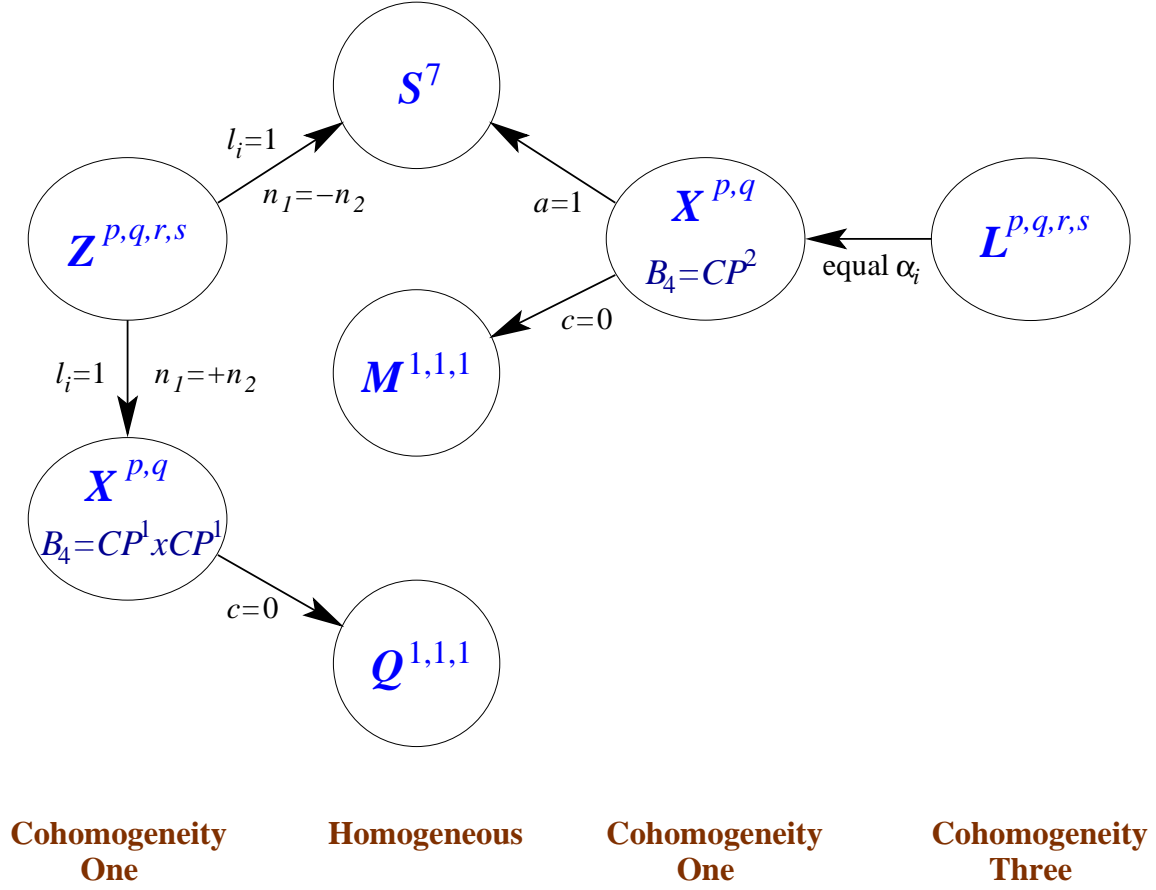 S^7
l_i=1
n_1=-n_2
a=1
X^{p,q}
B_4=CP^2
Z^{p,q,r,s}
L^{p,q,r,s}
equal α_i
c=0
M^{1,1,1}
l_i=1 n_1=+n_2
X^{p,q}
B_4=CP^1xCP^1
c=0
Q^{1,1,1}
Cohomogeneity One
Homogeneous
Cohomogeneity One
Cohomogeneity Three